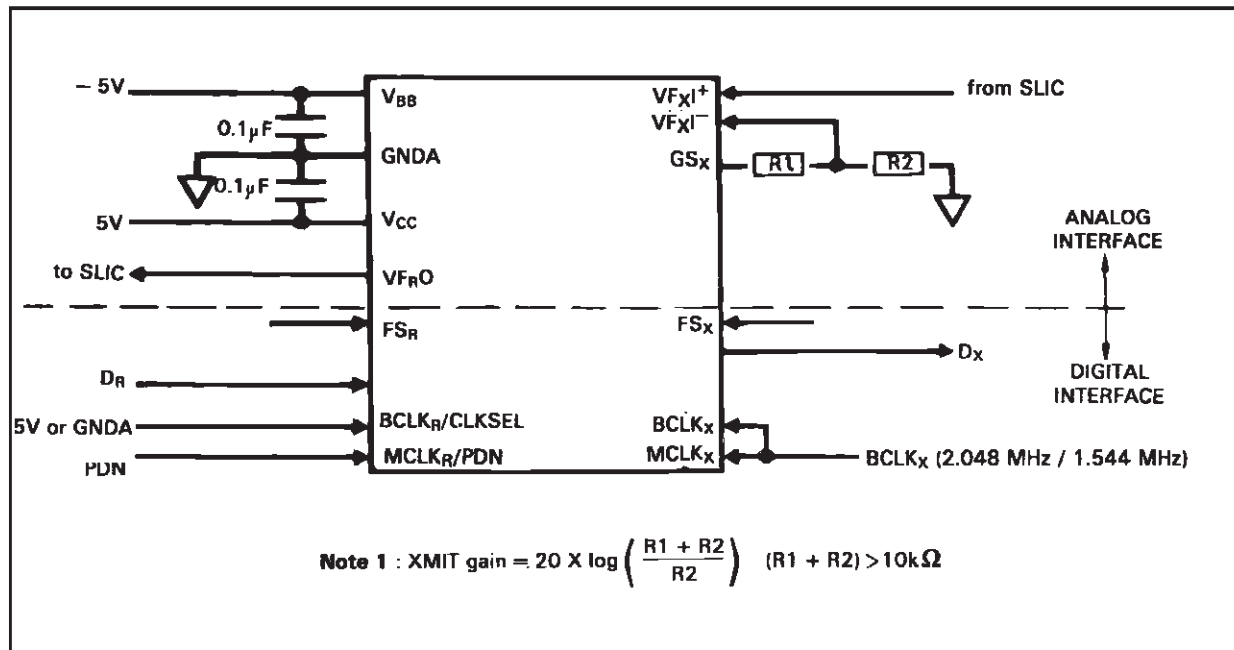 – 5V
0.1μF
0.1μF
5V
to SLIC
VBB
GNDA
VCC
VFRO
VFXI+
VFXI–
GSX
R1
R2
from SLIC
ANALOG
INTERFACE
FSR
FSX
DX
DIGITAL
INTERFACE
DR
5V or GNDA
PDN
BCLKR/CLKSEL
MCLKR/PDN
BCLKX
MCLKX
BCLKX (2.048 MHz / 1.544 MHz)
Note 1 : XMIT gain = 20 X log ( R1 + R2 / R2 ) (R1 + R2) > 10kΩ